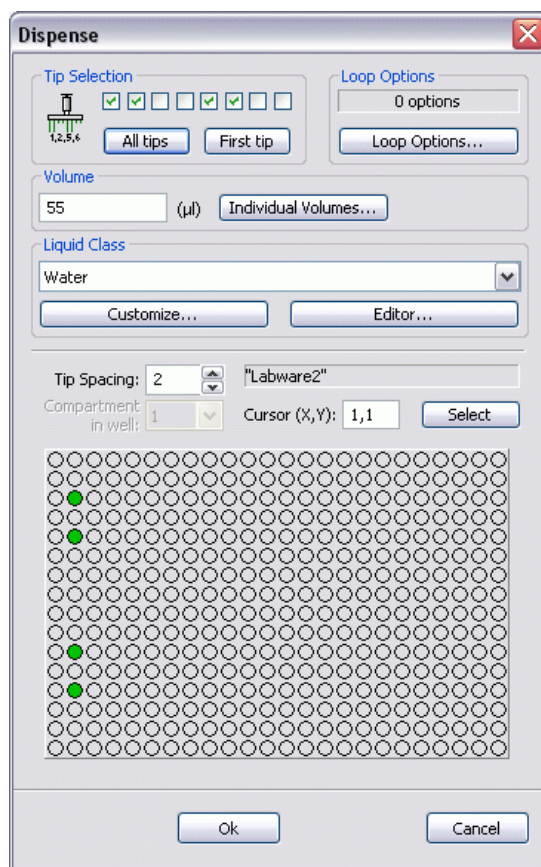 Dispense
Tip Selection
1,2,5,6
All tips
First tip
Loop Options
0 options
Loop Options...
Volume
55
(µl)
Individual Volumes...
Liquid Class
Water
Customize...
Editor...
Tip Spacing:
2
"Labware2"
Compartment
in well:
1
Cursor (X,Y):
1,1
Select
Ok
Cancel